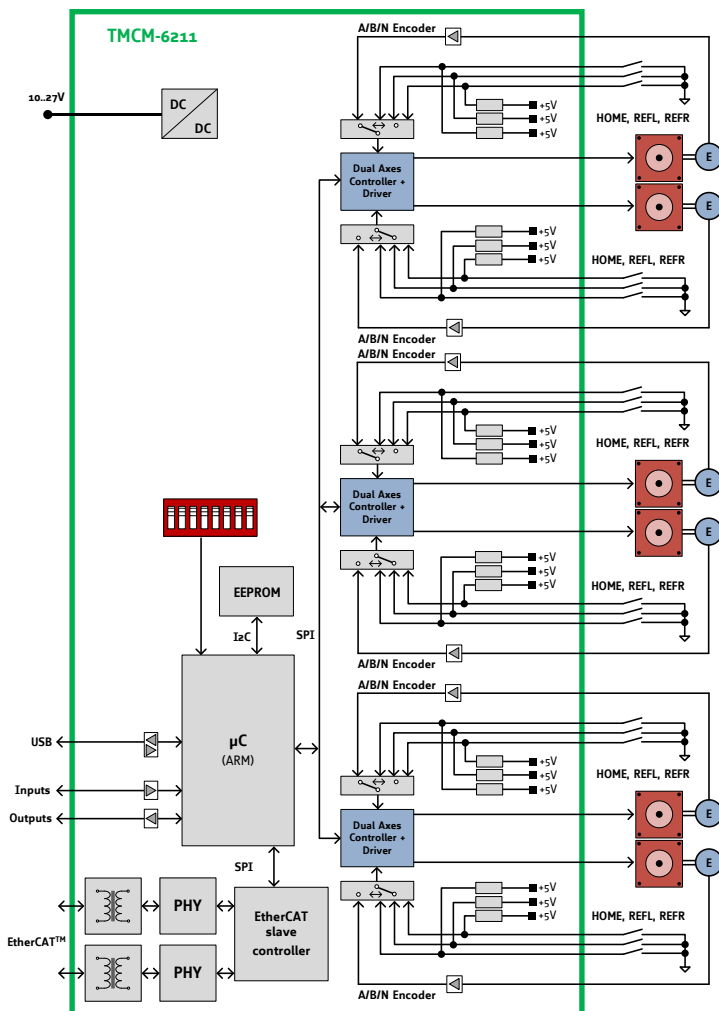 TMCM-6211
A/B/N Encoder
10..27V
DC
DC
+5V
+5V
+5V
HOME, REFL, REFR
Dual Axes
Controller +
Driver
E
E
+5V
+5V
+5V
HOME, REFL, REFR
A/B/N Encoder
A/B/N Encoder
+5V
+5V
+5V
HOME, REFL, REFR
Dual Axes
Controller +
Driver
E
E
+5V
+5V
+5V
HOME, REFL, REFR
A/B/N Encoder
EEPROM
I2C
SPI
A/B/N Encoder
µC
(ARM)
USB
Inputs
Outputs
+5V
+5V
+5V
HOME, REFL, REFR
Dual Axes
Controller +
Driver
E
E
SPI
+5V
+5V
+5V
HOME, REFL, REFR
A/B/N Encoder
EtherCAT™
PHY
PHY
EtherCAT
slave
controller